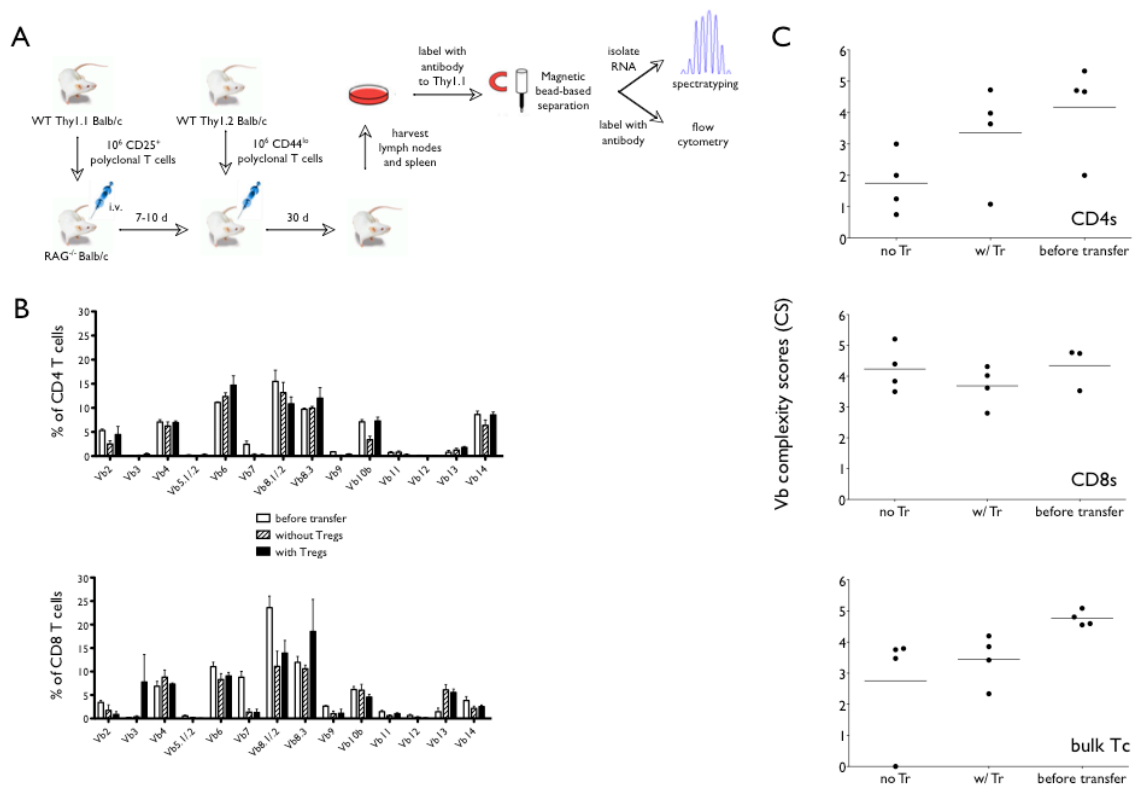 A
WT Thy1.1 Balb/c
WT Thy1.2 Balb/c
10⁶ CD25⁺
polyclonal T cells
10⁶ CD44ˡᵒ
polyclonal T cells
i.v.
7-10 d
30 d
RAG⁻/⁻ Balb/c
harvest
lymph nodes
and spleen
label with
antibody
to Thy1.1
Magnetic
bead-based
separation
isolate
RNA
spectratyping
label with
antibody
flow
cytometry
B
% of CD4 T cells
30
25
20
15
10
5
0
Vb2
Vb3
Vb4
Vb5.1/.2
Vb6
Vb7
Vb8.1/.2
Vb8.3
Vb9
Vb10b
Vb11
Vb12
Vb13
Vb14
before transfer
without Tregs
with Tregs
% of CD8 T cells
30
25
20
15
10
5
0
Vb2
Vb3
Vb4
Vb5.1/.2
Vb6
Vb7
Vb8.1/.2
Vb8.3
Vb9
Vb10b
Vb11
Vb12
Vb13
Vb14
C
Vb complexity scores (CS)
6
5
4
3
2
1
0
CD4s
no Tr w/ Tr before transfer
6
5
4
3
2
1
0
CD8s
no Tr w/ Tr before transfer
6
5
4
3
2
1
0
bulk Tc
no Tr w/ Tr before transfer